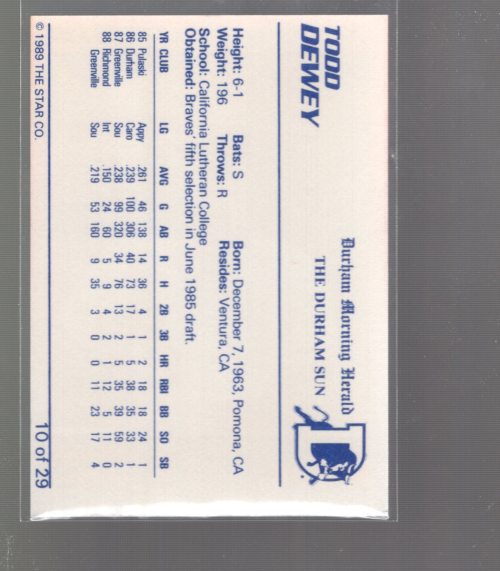 TODD
DEWEY
Durham Morning Herald
THE DURHAM SUN
Height: 6-1 Bats: S Born: December 7, 1963, Pomona, CA
Weight: 196 Throws: R Resides: Ventura, CA
School: California Lutheran College
Obtained: Braves' fifth selection in June 1985 draft.
YR CLUB LG AVG G AB R H 2B 3B HR RBI BB SO SB
85 Pulaski Appy .261 46 138 14 36 4 1 2 18 18 24 1
86 Durham Caro .239 100 306 40 73 17 1 5 38 35 33 1
87 Greenville Sou .238 99 320 34 76 13 2 5 35 39 59 2
88 Richmond Int .150 24 60 5 9 4 2 1 12 5 11 0
Greenville Sou .219 53 160 9 35 3 0 0 11 23 17 4
© 1989 THE STAR CO.
10 of 29